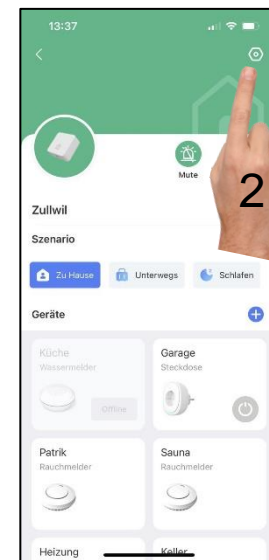 13:37
Mute
2
Zullwil
Szenario
Zu Hause
Unterwegs
Schlafen
Geräte
Küche
Wassermelder
Offline
Garage
Steckdose
Patrik
Rauchmelder
Sauna
Rauchmelder
Heizung
Keller